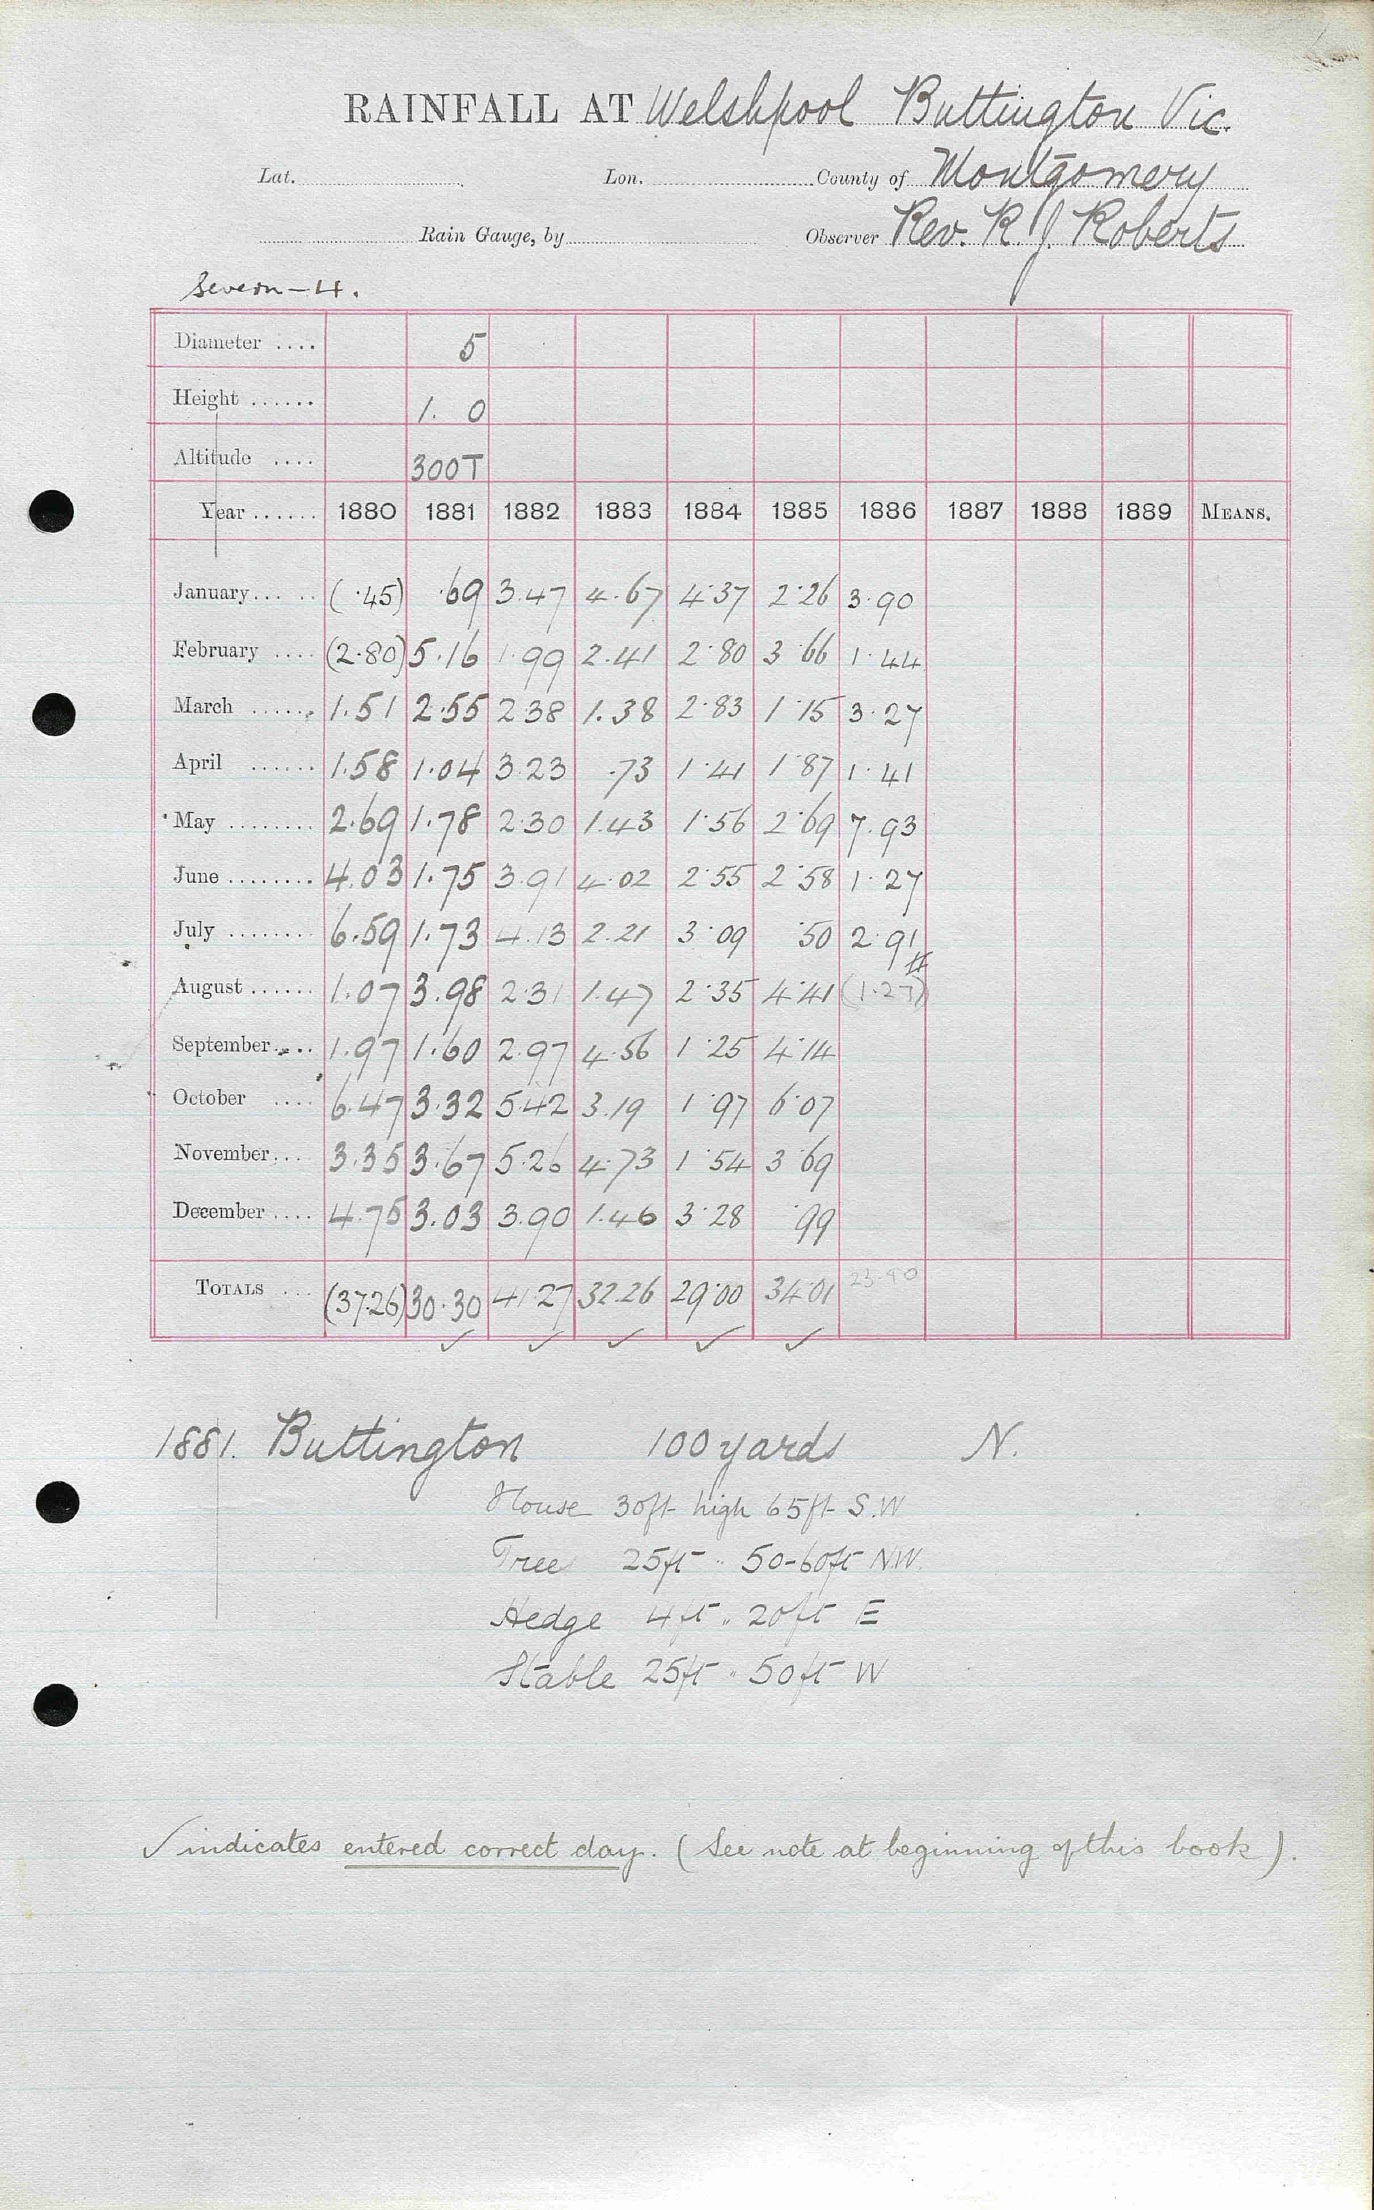 RAINFALL AT Welshpool Buttington Vic.
Lat. Lon. County of Montgomery
Rain Gauge, by Observer Rev. R. J. Roberts
Severn-4.
Diameter .... 5
Height ...... 1. 0
Altitude .... 300T
Year ...... 1880 1881 1882 1883 1884 1885 1886 1887 1888 1889 MEANS.
January... .. (.45) .69 3.47 4.67 4.37 2.26 3.90
February .... (2.80) 5.16 1.99 2.41 2.80 3.66 1.44
March ...... 1.51 2.55 2.38 1.38 2.83 1.15 3.27
April ...... 1.58 1.04 3.23 .73 1.41 1.87 1.41
May ........ 2.69 1.78 2.30 1.43 1.56 2.69 7.93
June ........ 4.03 1.75 3.91 4.02 2.55 2.58 1.27
July ........ 6.59 1.73 4.13 2.21 3.09 .50 2.91
August ...... 1.07 3.98 2.31 1.47 2.35 4.41 (1.27)
September.... 1.97 1.60 2.97 4.56 1.25 4.14
October .... 6.47 3.32 5.42 3.19 1.97 6.07
November.... 3.35 3.67 5.26 4.73 1.54 3.69
December .... 4.75 3.03 3.90 1.46 3.28 .99
TOTALS ... (37.26) 30.30 41.27 32.26 29.00 34.01
✓ ✓ ✓ ✓ ✓
1881. Buttington 100 yards N.
House 30ft high 65ft S.W
Tree 25ft " 50-60ft N.W.
Hedge 4ft " 20ft E
Stable 25ft " 50ft W
✓ indicates entered correct day. (See note at beginning of this book).